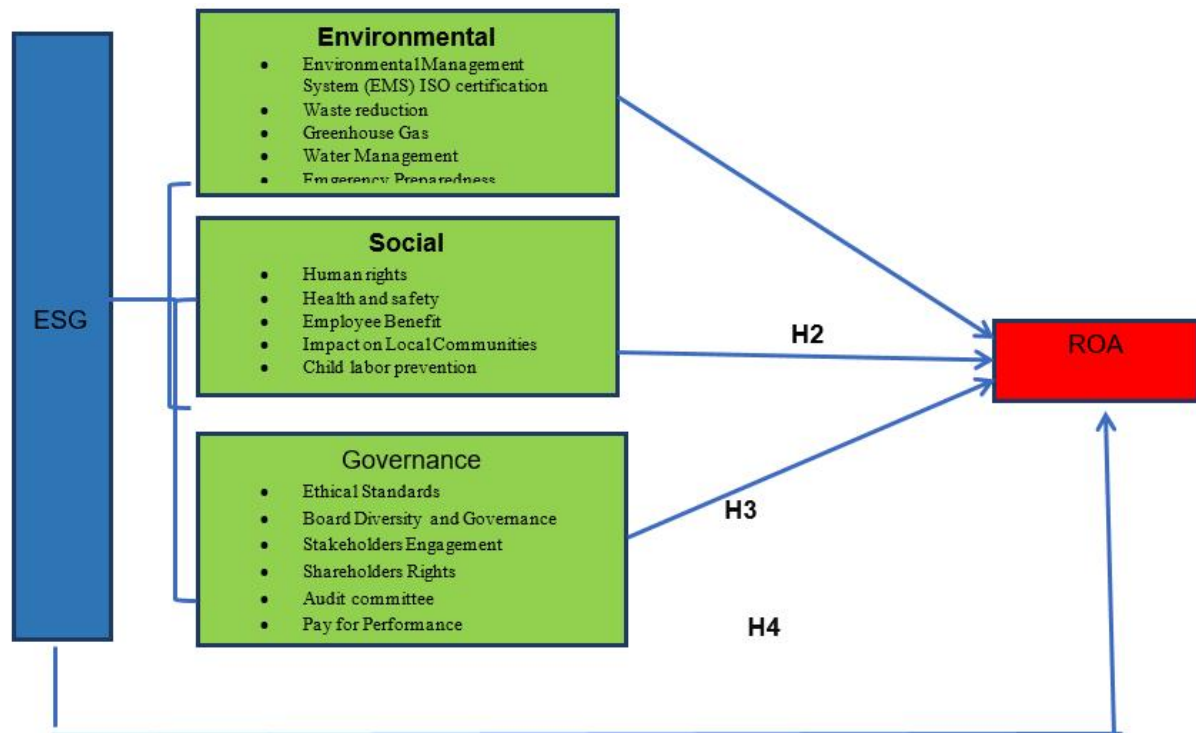 ESG
Environmental
• Environmental Management
System (EMS) ISO certification
• Waste reduction
• Greenhouse Gas
• Water Management
• Emgerency Preparedness
Social
• Human rights
• Health and safety
• Employee Benefit
• Impact on Local Communities
• Child labor prevention
Governance
• Ethical Standards
• Board Diversity and Governance
• Stakeholders Engagement
• Shareholders Rights
• Audit committee
• Pay for Performance
H2
H3
H4
ROA